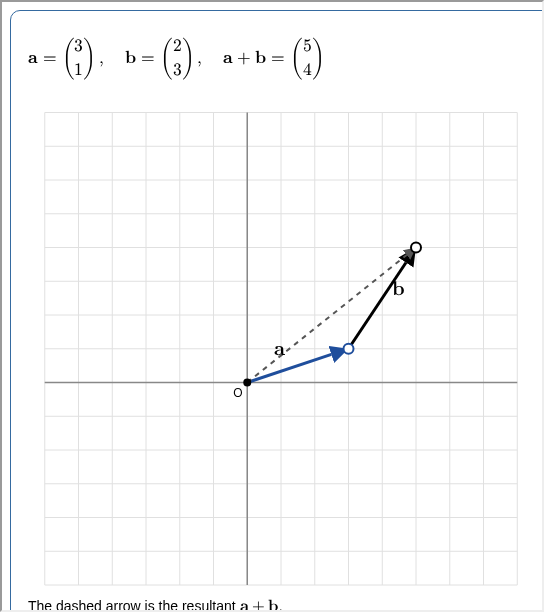 a = (3 1), b = (2 3), a + b = (5 4)
b
a
O
The dashed arrow is the resultant a + b.